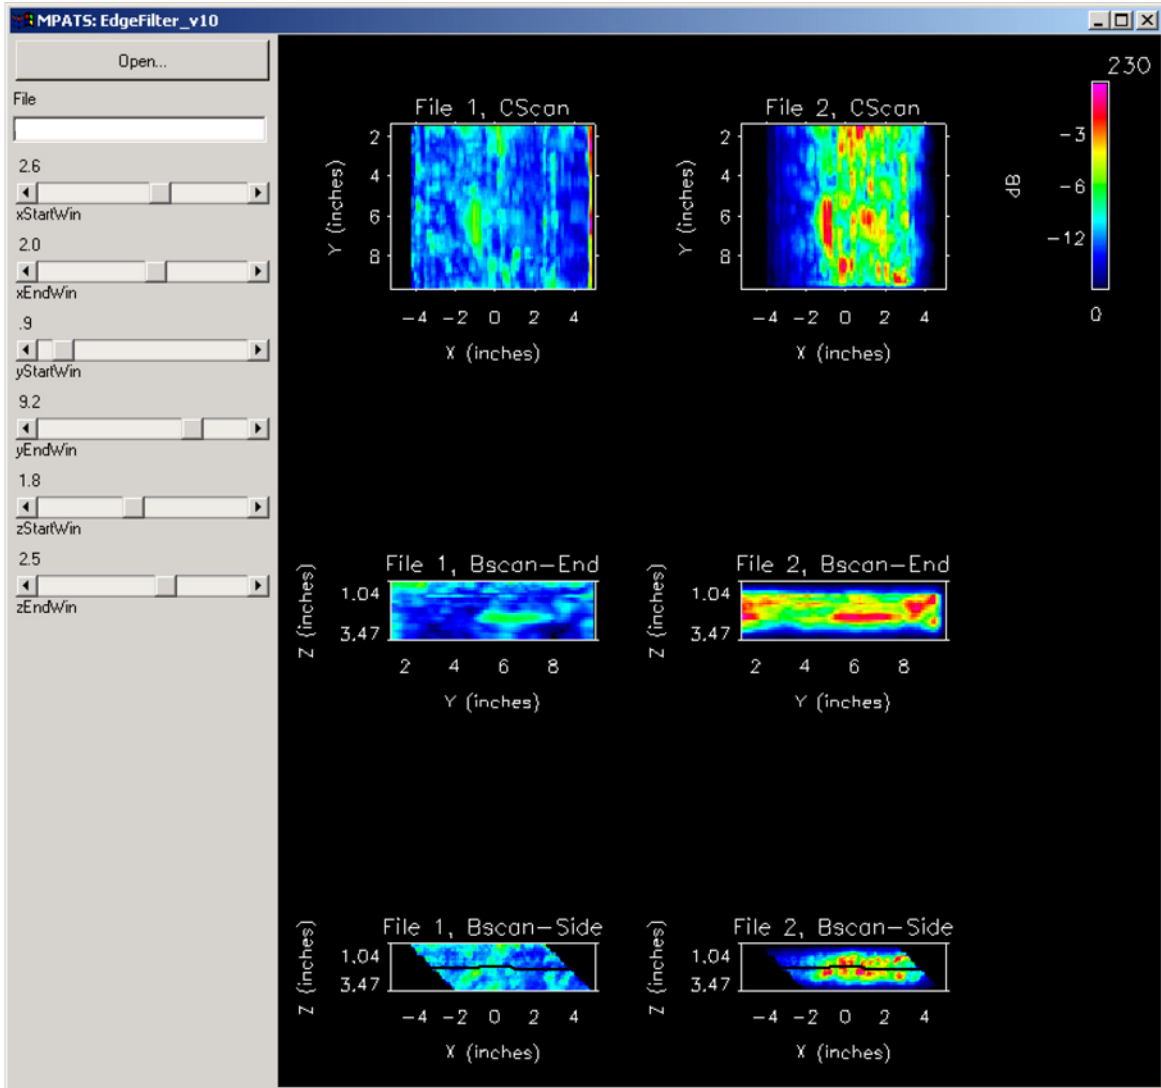 MPATS: EdgeFilter_v10
Open...
File
2.6
xStartWin
2.0
xEndWin
.9
yStartWin
9.2
yEndWin
1.8
zStartWin
2.5
zEndWin
230
File 1, CScan
File 2, CScan
2
4
6
8
Y (inches)
-4 -2 0 2 4
X (inches)
2
4
6
8
Y (inches)
-4 -2 0 2 4
X (inches)
dB
-3
-6
-12
0
File 1, Bscan-End
File 2, Bscan-End
Z (inches)
1.04
3.47
2 4 6 8
Y (inches)
Z (inches)
1.04
3.47
2 4 6 8
Y (inches)
File 1, Bscan-Side
File 2, Bscan-Side
Z (inches)
1.04
3.47
-4 -2 0 2 4
X (inches)
Z (inches)
1.04
3.47
-4 -2 0 2 4
X (inches)